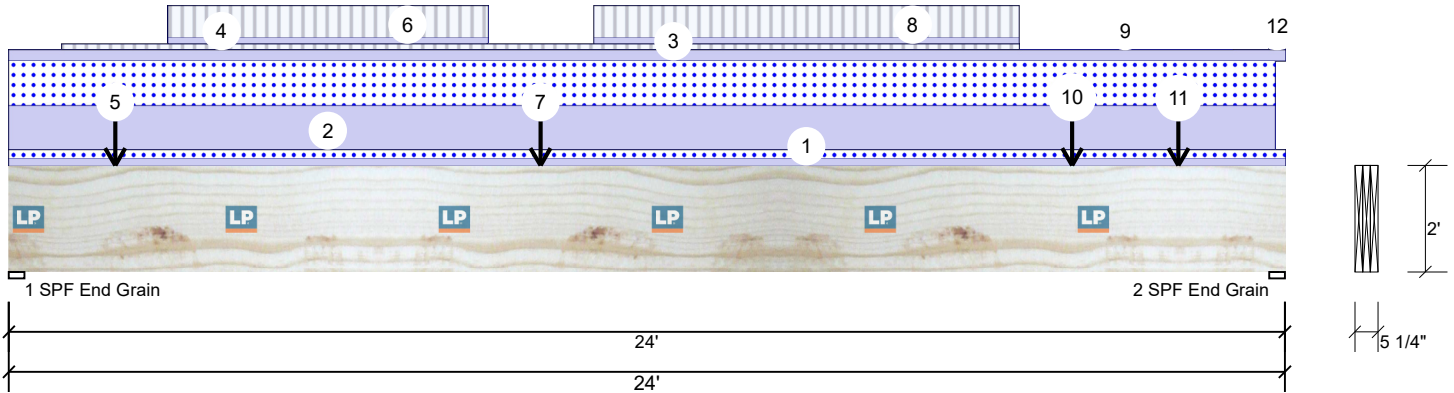 4
6
3
8
9
12
5
7
10
11
2
1
LP
LP
LP
LP
LP
LP
2'
1 SPF End Grain
2 SPF End Grain
24'
5 1/4"
24'